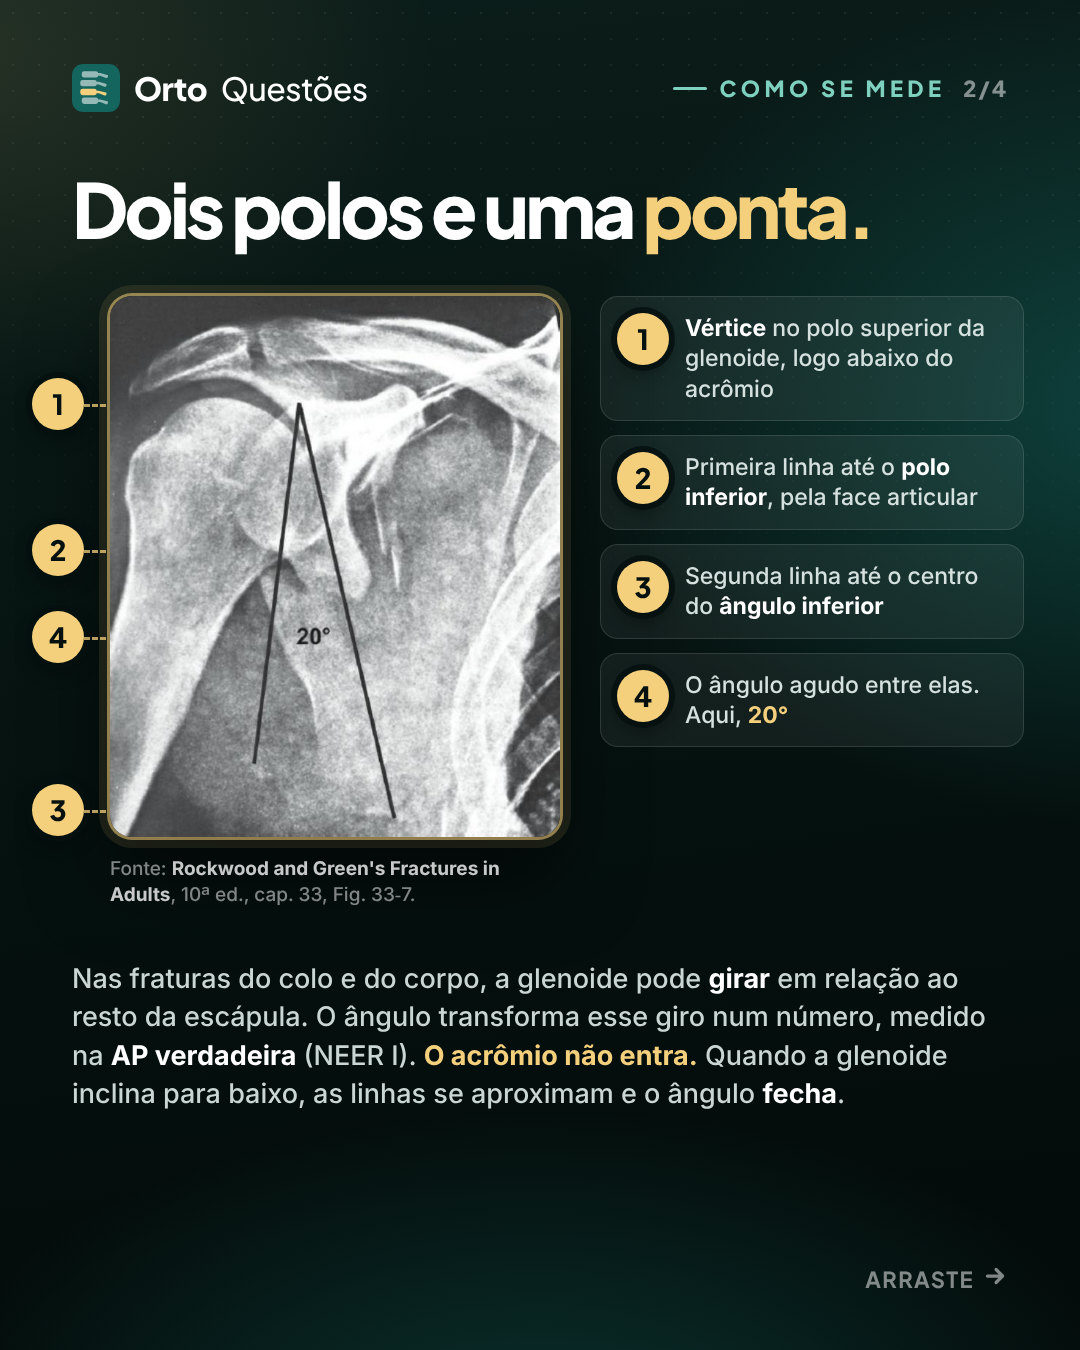 Orto Questões
COMO SE MEDE 2/4
Dois polos e uma ponta.
1
2
4
3
20°
1 Vértice no polo superior da
glenoide, logo abaixo do
acrômio
2 Primeira linha até o polo
inferior, pela face articular
3 Segunda linha até o centro
do ângulo inferior
4 O ângulo agudo entre elas.
Aqui, 20°
Fonte: Rockwood and Green's Fractures in
Adults, 10ª ed., cap. 33, Fig. 33-7.
Nas fraturas do colo e do corpo, a glenoide pode girar em relação ao
resto da escápula. O ângulo transforma esse giro num número, medido
na AP verdadeira (NEER I). O acrômio não entra. Quando a glenoide
inclina para baixo, as linhas se aproximam e o ângulo fecha.
ARRASTE →